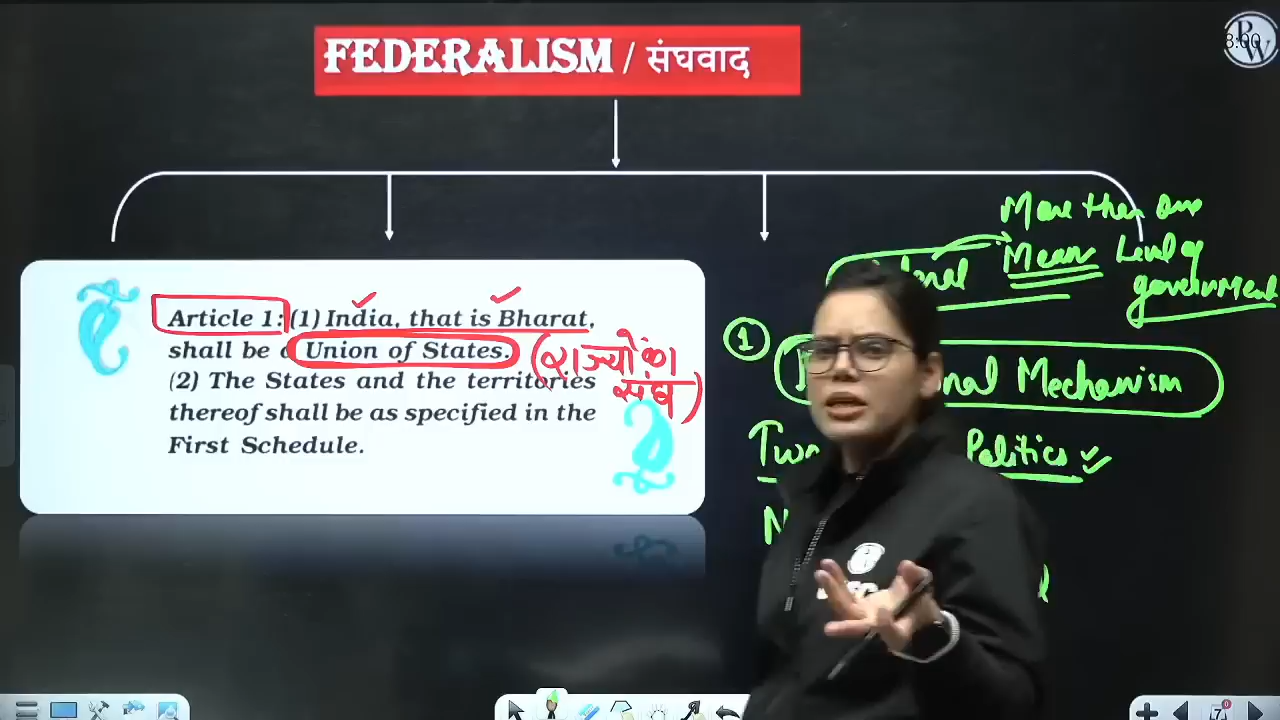 FEDERALISM / संघवाद
Article 1: (1) India, that is Bharat,
shall be a Union of States.
(2) The States and the territories
thereof shall be as specified in the
First Schedule.
(राज्यों का
संघ)
More than one
Level of
government
Mean
1
Mechanism
Politics
PW